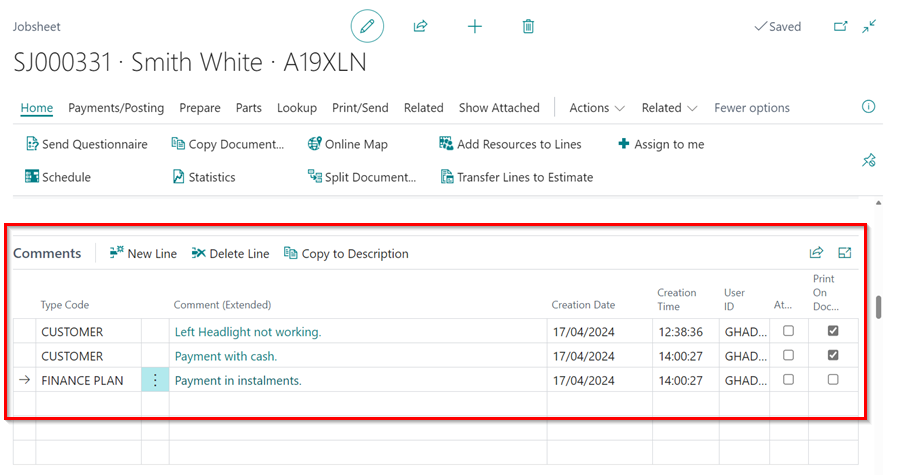 Jobsheet
Saved
SJ000331 · Smith White · A19XLN
Home Payments/Posting Prepare Parts Lookup Print/Send Related Show Attached Actions Related Fewer options
Send Questionnaire Copy Document... Online Map Add Resources to Lines Assign to me
Schedule Statistics Split Document... Transfer Lines to Estimate
Comments New Line Delete Line Copy to Description
Type Code Comment (Extended) Creation Date Creation Time User ID At... Print On Doc...
CUSTOMER Left Headlight not working. 17/04/2024 12:38:36 GHAD...
CUSTOMER Payment with cash. 17/04/2024 14:00:27 GHAD...
FINANCE PLAN Payment in instalments. 17/04/2024 14:00:27 GHAD...